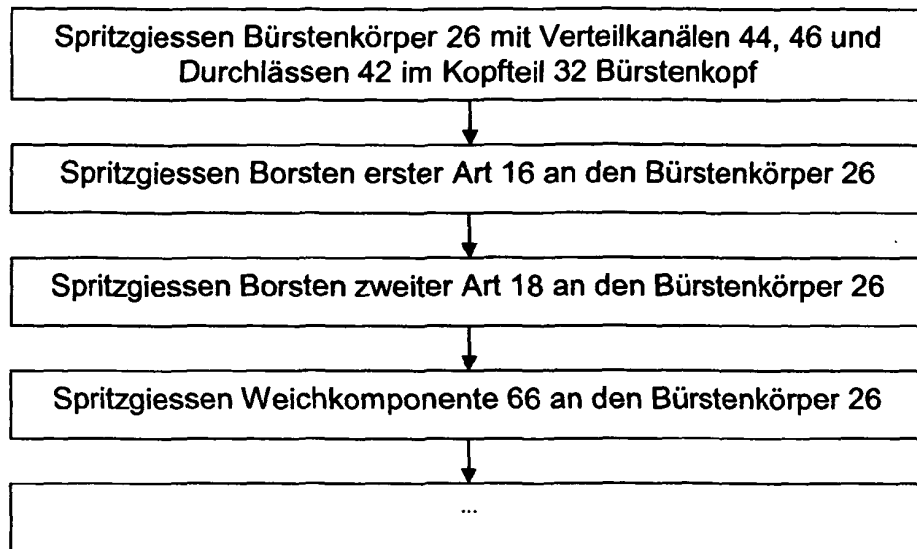 Spritzgiessen Bürstenkörper 26 mit Verteilkanälen 44, 46 und
Durchlässen 42 im Kopfteil 32 Bürstenkopf
Spritzgiessen Borsten erster Art 16 an den Bürstenkörper 26
Spritzgiessen Borsten zweiter Art 18 an den Bürstenkörper 26
Spritzgiessen Weichkomponente 66 an den Bürstenkörper 26
...